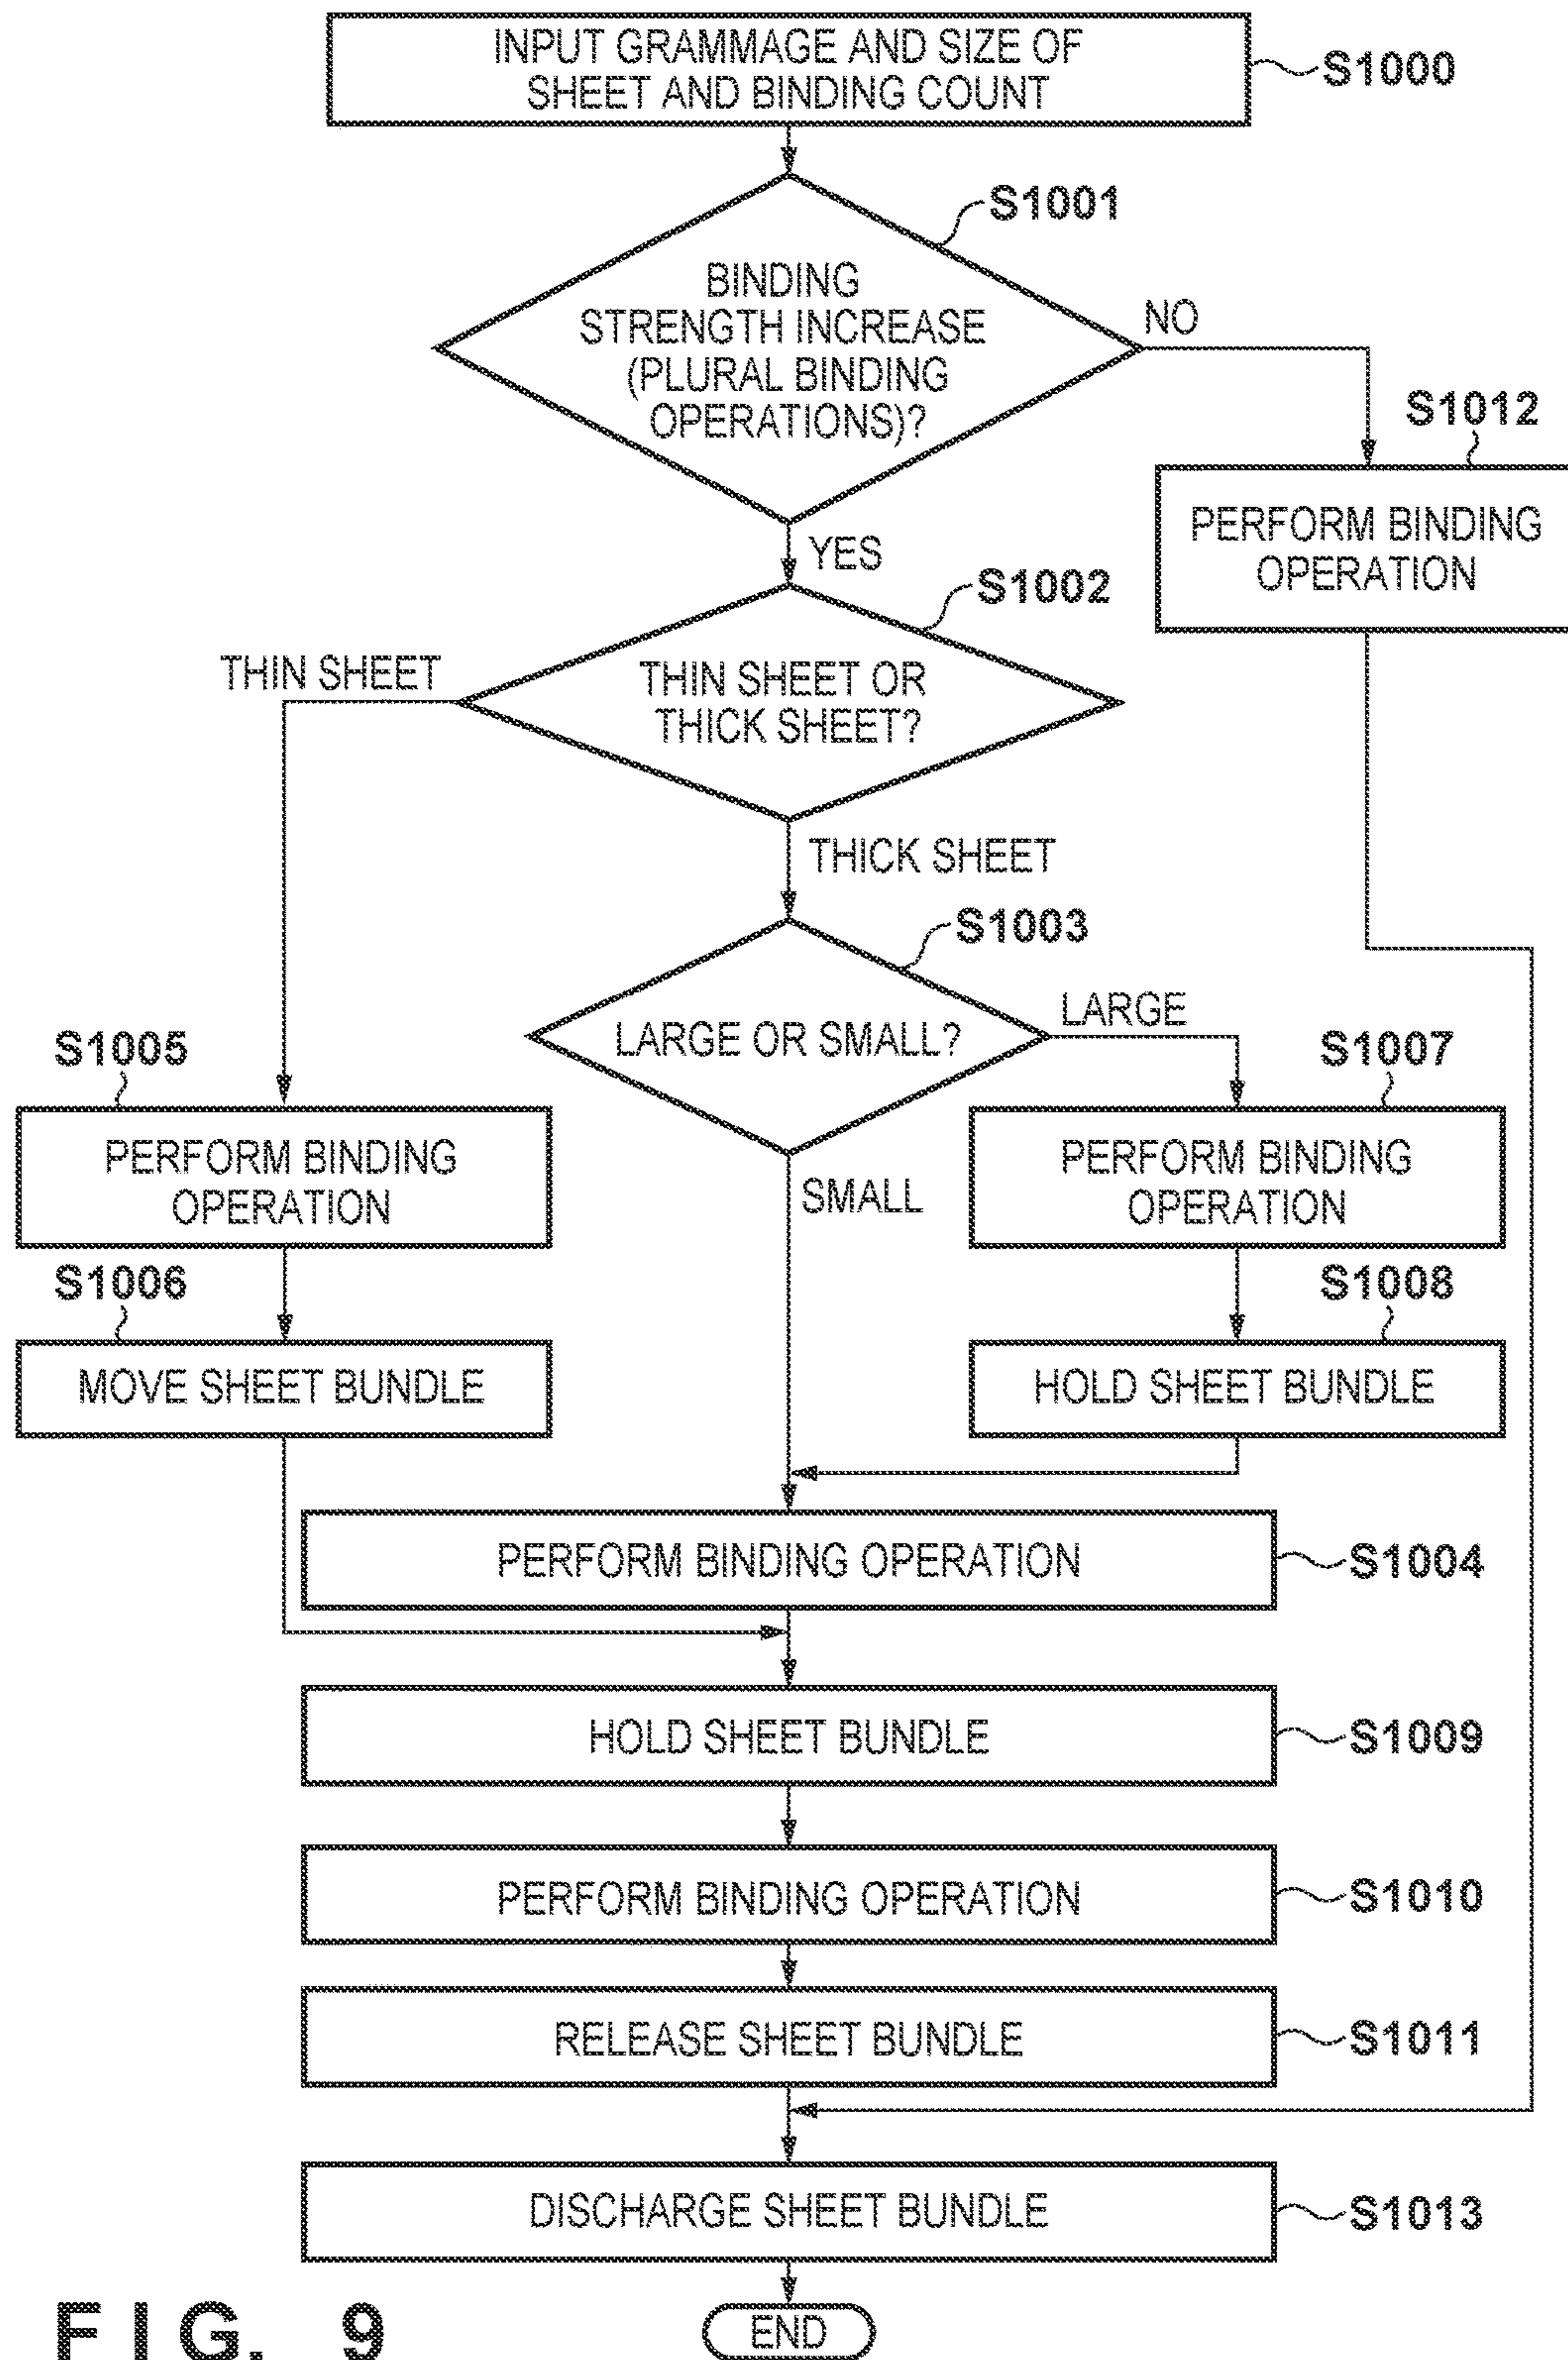 INPUT GRAMMAGE AND SIZE OF
SHEET AND BINDING COUNT
S1000
S1001
BINDING
STRENGTH INCREASE
(PLURAL BINDING
OPERATIONS)?
NO
S1012
PERFORM BINDING
OPERATION
YES
S1002
THIN SHEET
THIN SHEET OR
THICK SHEET?
THICK SHEET
S1003
LARGE OR SMALL?
LARGE
S1005
PERFORM BINDING
OPERATION
S1007
PERFORM BINDING
OPERATION
SMALL
S1006
MOVE SHEET BUNDLE
S1008
HOLD SHEET BUNDLE
PERFORM BINDING OPERATION
S1004
HOLD SHEET BUNDLE
S1009
PERFORM BINDING OPERATION
S1010
RELEASE SHEET BUNDLE
S1011
DISCHARGE SHEET BUNDLE
S1013
END
FIG. 9